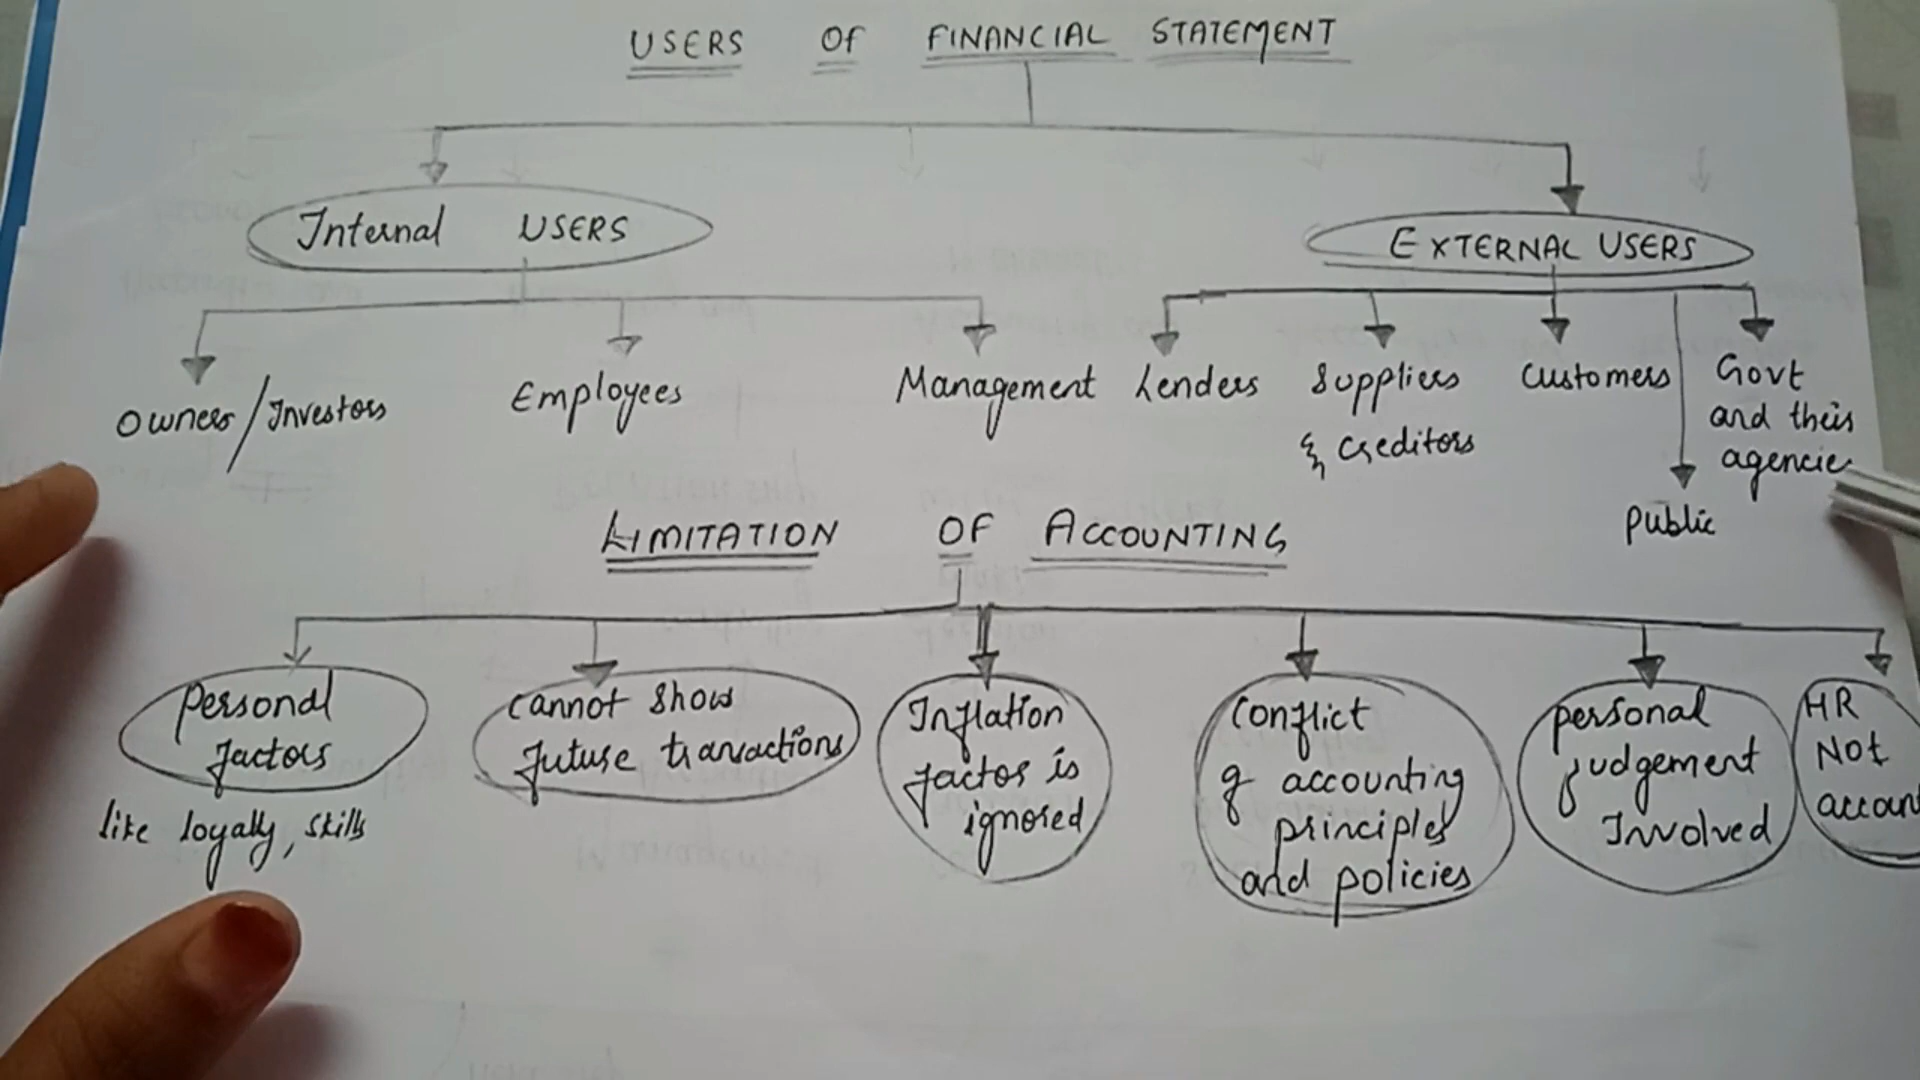 USERS OF FINANCIAL STATEMENT
Internal USERS
EXTERNAL USERS
Owners/Investors
Employees
Management
Lenders
Suppliers
& Creditors
Customers
Govt
and their
agencies
Public
LIMITATION OF ACCOUNTING
Personal
factors
like loyalty, skills
cannot show
future transactions
Inflation
factor is
ignored
Conflict
of accounting
principles
and policies
personal
judgement
Involved
HR
Not
account